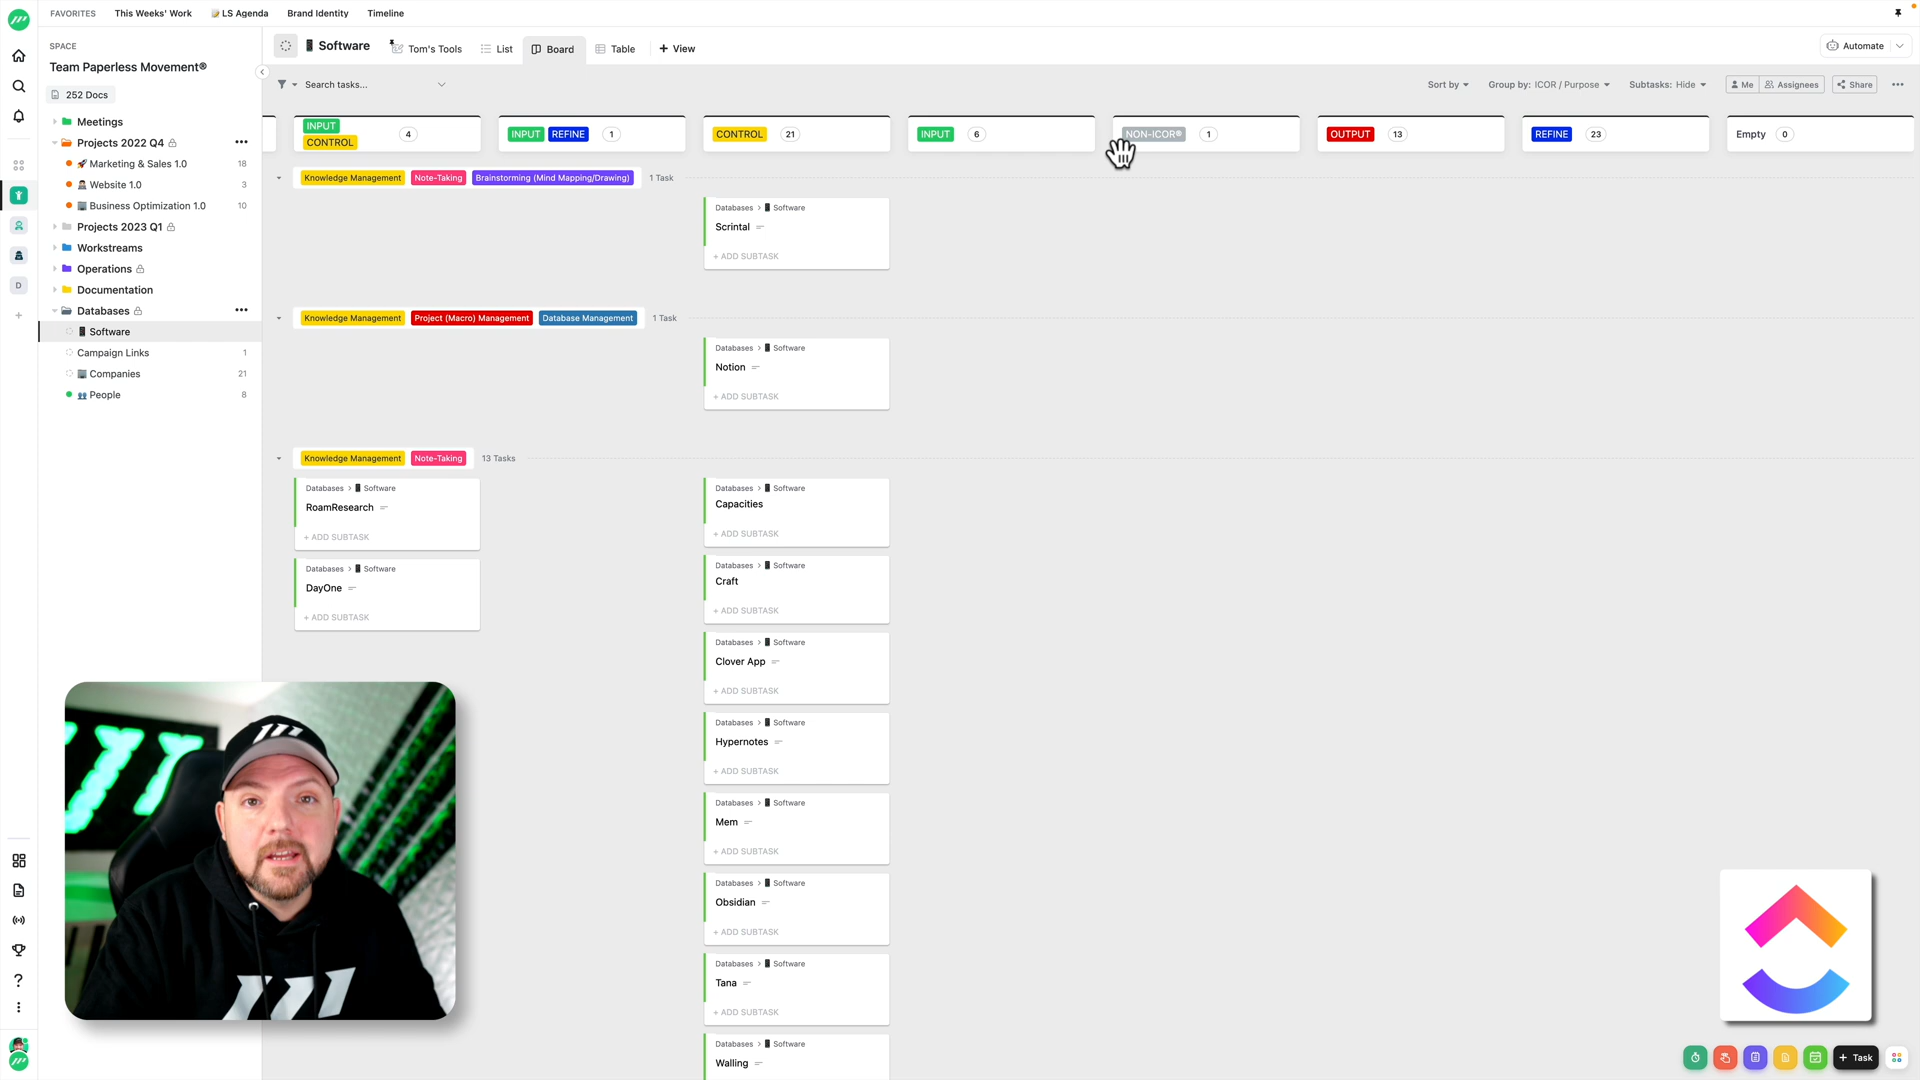 FAVORITES This Weeks' Work LS Agenda Brand Identity Timeline
SPACE
Team Paperless Movement®
252 Docs
Meetings
Projects 2022 Q4
Marketing & Sales 1.0 18
Website 1.0 3
Business Optimization 1.0 10
Projects 2023 Q1
Workstreams
Operations
Documentation
Databases
Software
Campaign Links 1
Companies 21
People 8
D
Software Tom's Tools List Board Table + View
Automate
Search tasks...
Sort by Group by: ICOR / Purpose Subtasks: Hide Me Assignees Share
INPUT
CONTROL 4
INPUT REFINE 1
CONTROL 21
INPUT 6
NON-ICOR® 1
OUTPUT 13
REFINE 23
Empty 0
Knowledge Management Note-Taking Brainstorming (Mind Mapping/Drawing) 1 Task
Databases > Software
Scrintal
+ ADD SUBTASK
Knowledge Management Project (Macro) Management Database Management 1 Task
Databases > Software
Notion
+ ADD SUBTASK
Knowledge Management Note-Taking 13 Tasks
Databases > Software
RoamResearch
+ ADD SUBTASK
Databases > Software
DayOne
+ ADD SUBTASK
Databases > Software
Capacities
+ ADD SUBTASK
Databases > Software
Craft
+ ADD SUBTASK
Databases > Software
Clover App
+ ADD SUBTASK
Databases > Software
Hypernotes
+ ADD SUBTASK
Databases > Software
Mem
+ ADD SUBTASK
Databases > Software
Obsidian
+ ADD SUBTASK
Databases > Software
Tana
+ ADD SUBTASK
Databases > Software
Walling
+ Task